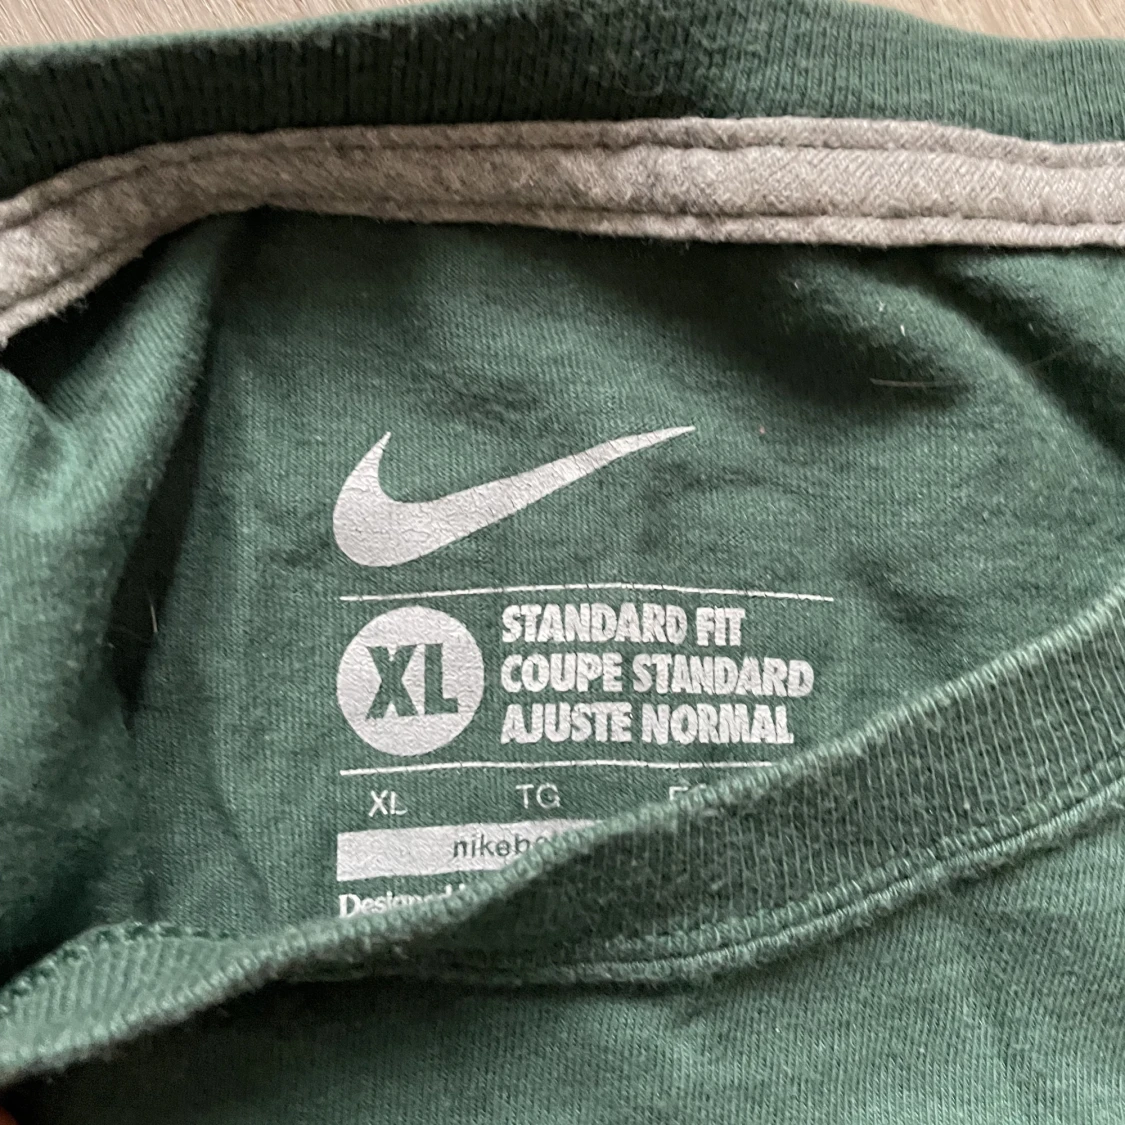 XL
STANDARD FIT
COUPE STANDARD
AJUSTE NORMAL
XL TG